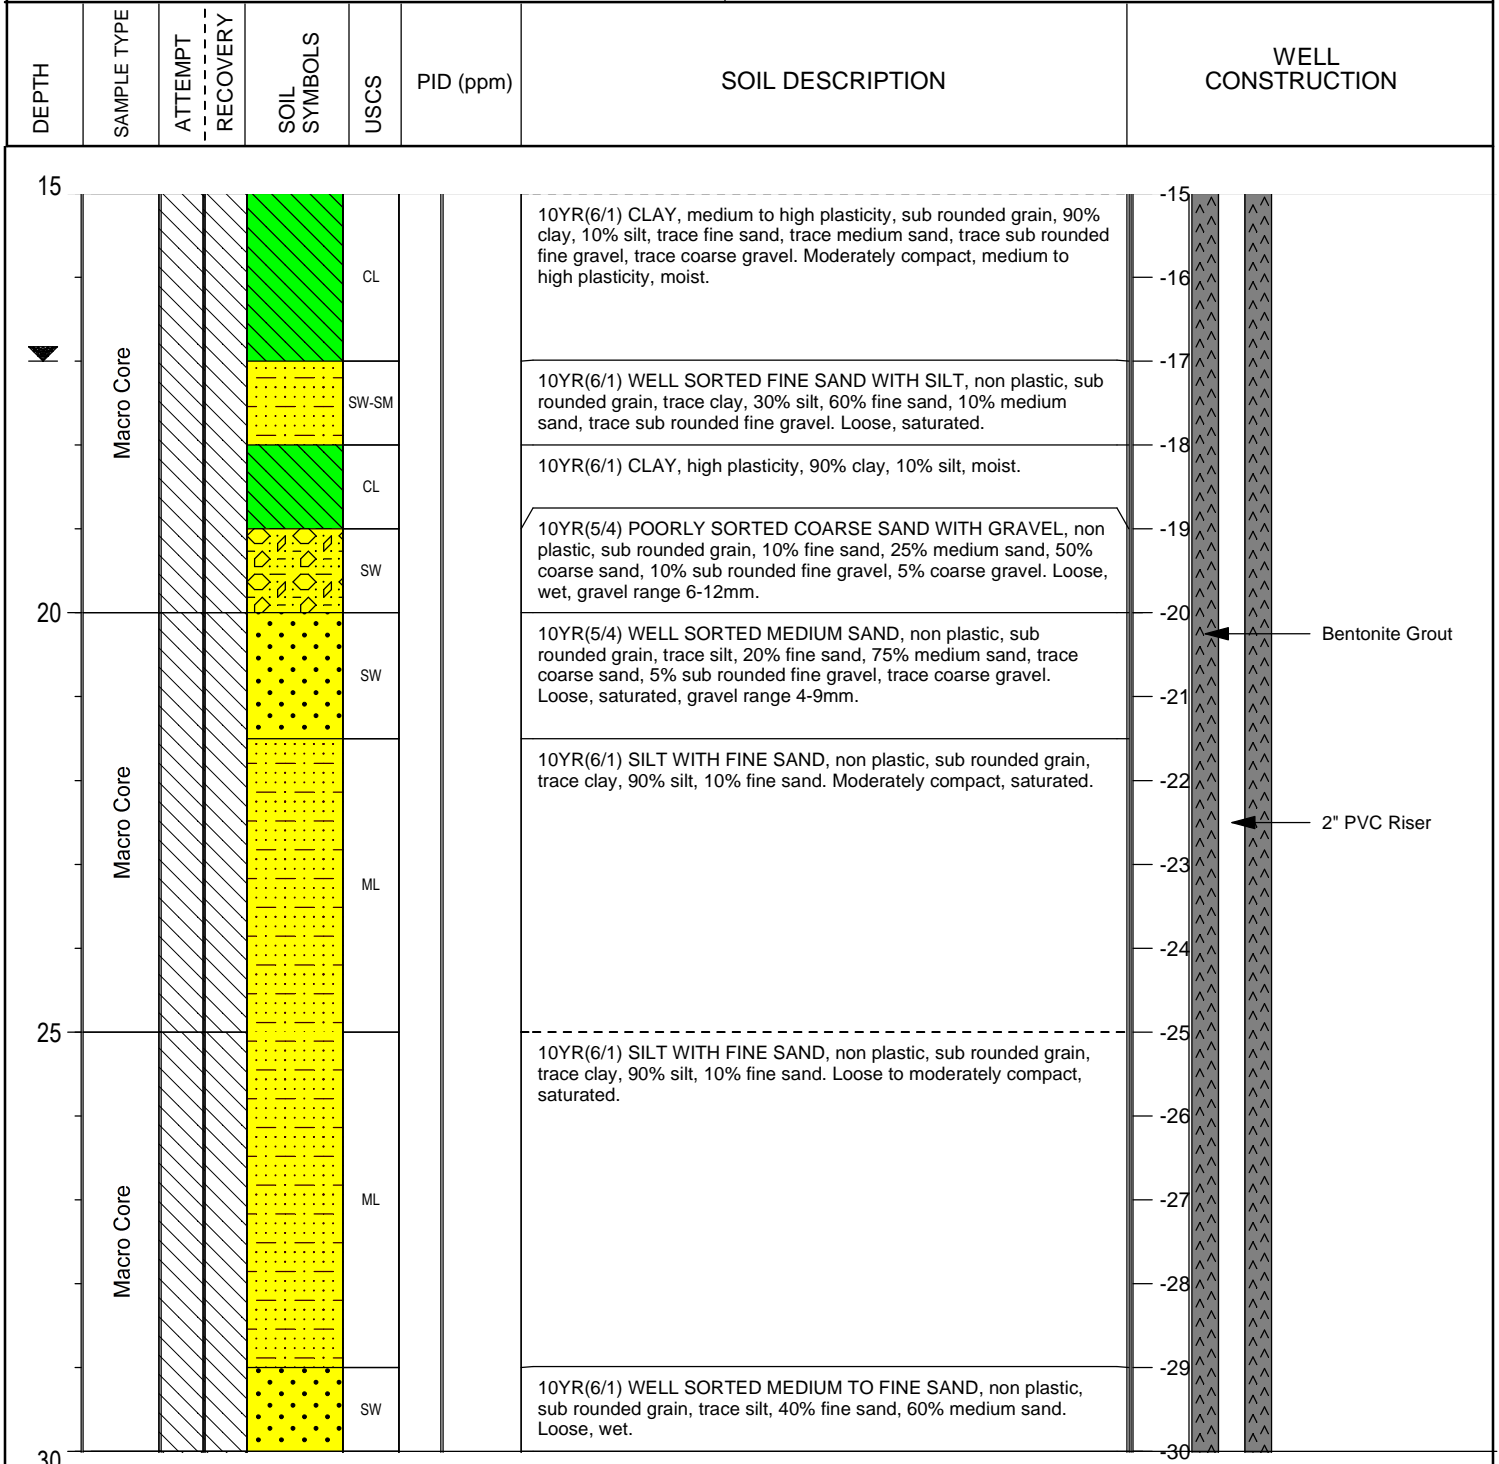 DEPTH
SAMPLE TYPE
ATTEMPT
RECOVERY
SOIL
SYMBOLS
USCS
PID (ppm)
SOIL DESCRIPTION
WELL
CONSTRUCTION
15
-15
10YR(6/1) CLAY, medium to high plasticity, sub rounded grain, 90%
clay, 10% silt, trace fine sand, trace medium sand, trace sub rounded
fine gravel, trace coarse gravel. Moderately compact, medium to
high plasticity, moist.
CL
-16
Macro Core
-17
10YR(6/1) WELL SORTED FINE SAND WITH SILT, non plastic, sub
rounded grain, trace clay, 30% silt, 60% fine sand, 10% medium
sand, trace sub rounded fine gravel. Loose, saturated.
SW-SM
-18
10YR(6/1) CLAY, high plasticity, 90% clay, 10% silt, moist.
CL
-19
10YR(5/4) POORLY SORTED COARSE SAND WITH GRAVEL, non
plastic, sub rounded grain, 10% fine sand, 25% medium sand, 50%
coarse sand, 10% sub rounded fine gravel, 5% coarse gravel. Loose,
wet, gravel range 6-12mm.
SW
20
-20
10YR(5/4) WELL SORTED MEDIUM SAND, non plastic, sub
rounded grain, trace silt, 20% fine sand, 75% medium sand, trace
coarse sand, 5% sub rounded fine gravel, trace coarse gravel.
Loose, saturated, gravel range 4-9mm.
SW
Bentonite Grout
-21
10YR(6/1) SILT WITH FINE SAND, non plastic, sub rounded grain,
trace clay, 90% silt, 10% fine sand. Moderately compact, saturated.
-22
2" PVC Riser
Macro Core
-23
ML
-24
25
-25
10YR(6/1) SILT WITH FINE SAND, non plastic, sub rounded grain,
trace clay, 90% silt, 10% fine sand. Loose to moderately compact,
saturated.
-26
-27
ML
Macro Core
-28
-29
10YR(6/1) WELL SORTED MEDIUM TO FINE SAND, non plastic,
sub rounded grain, trace silt, 40% fine sand, 60% medium sand.
Loose, wet.
SW
30
-30